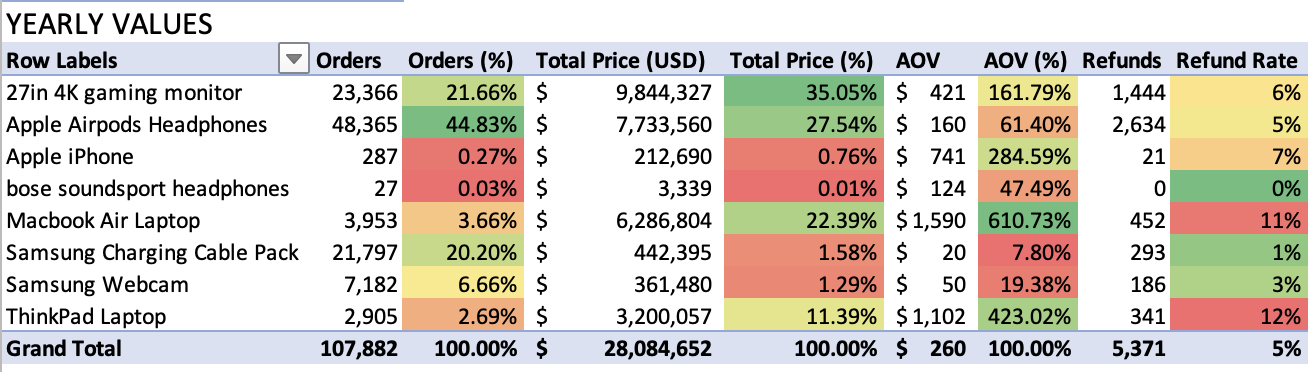 YEARLY VALUES
Row Labels Orders Orders (%) Total Price (USD) Total Price (%) AOV AOV (%) Refunds Refund Rate
27in 4K gaming monitor 23,366 21.66% $ 9,844,327 35.05% $ 421 161.79% 1,444 6%
Apple Airpods Headphones 48,365 44.83% $ 7,733,560 27.54% $ 160 61.40% 2,634 5%
Apple iPhone 287 0.27% $ 212,690 0.76% $ 741 284.59% 21 7%
bose soundsport headphones 27 0.03% $ 3,339 0.01% $ 124 47.49% 0 0%
Macbook Air Laptop 3,953 3.66% $ 6,286,804 22.39% $ 1,590 610.73% 452 11%
Samsung Charging Cable Pack 21,797 20.20% $ 442,395 1.58% $ 20 7.80% 293 1%
Samsung Webcam 7,182 6.66% $ 361,480 1.29% $ 50 19.38% 186 3%
ThinkPad Laptop 2,905 2.69% $ 3,200,057 11.39% $ 1,102 423.02% 341 12%
Grand Total 107,882 100.00% $ 28,084,652 100.00% $ 260 100.00% 5,371 5%